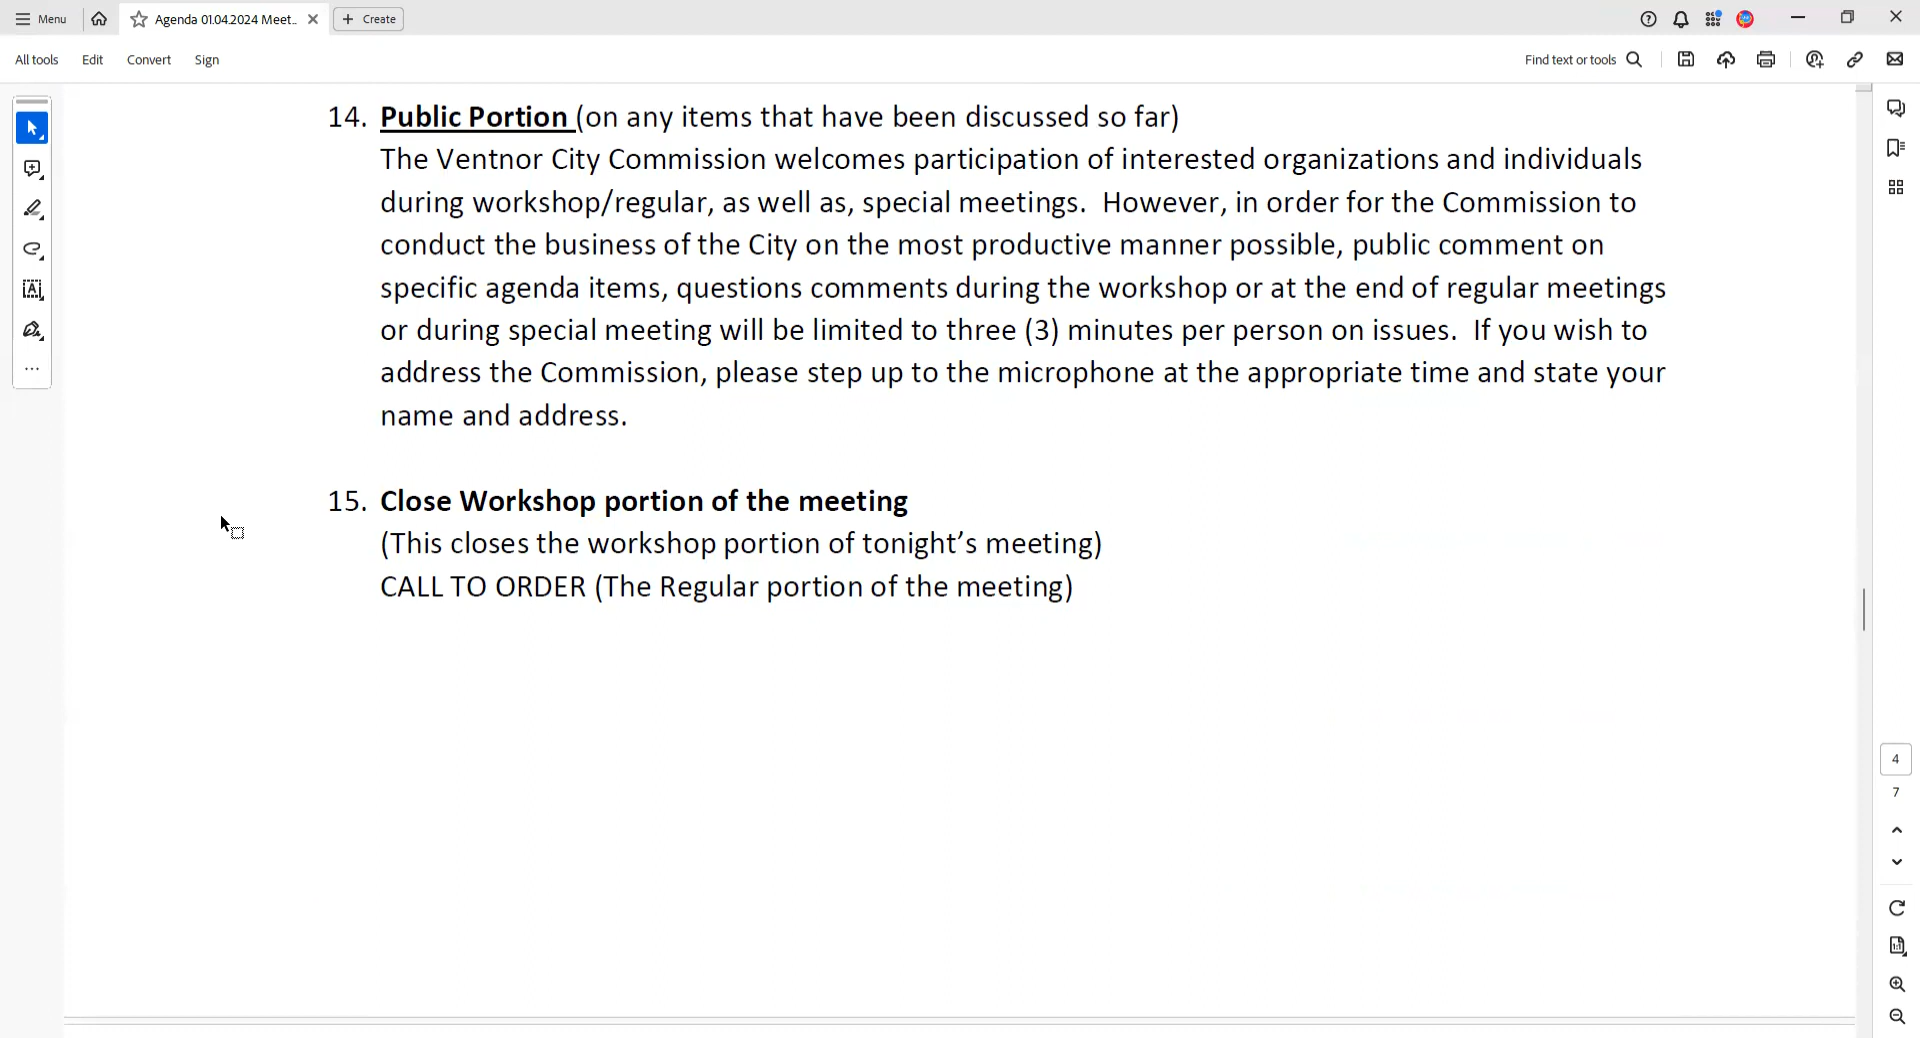 Menu
Agenda 01.04.2024 Meet..
Create
All tools
Edit
Convert
Sign
Find text or tools
14. Public Portion (on any items that have been discussed so far)
The Ventnor City Commission welcomes participation of interested organizations and individuals
during workshop/regular, as well as, special meetings. However, in order for the Commission to
conduct the business of the City on the most productive manner possible, public comment on
specific agenda items, questions comments during the workshop or at the end of regular meetings
or during special meeting will be limited to three (3) minutes per person on issues. If you wish to
address the Commission, please step up to the microphone at the appropriate time and state your
name and address.
15. Close Workshop portion of the meeting
(This closes the workshop portion of tonight’s meeting)
CALL TO ORDER (The Regular portion of the meeting)
4
7